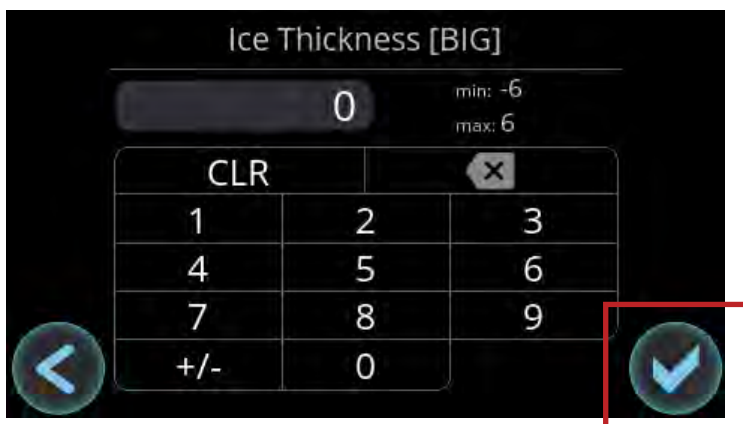 Ice Thickness [BIG]
0
min: -6
max: 6
CLR
1 2 3
4 5 6
7 8 9
+/- 0